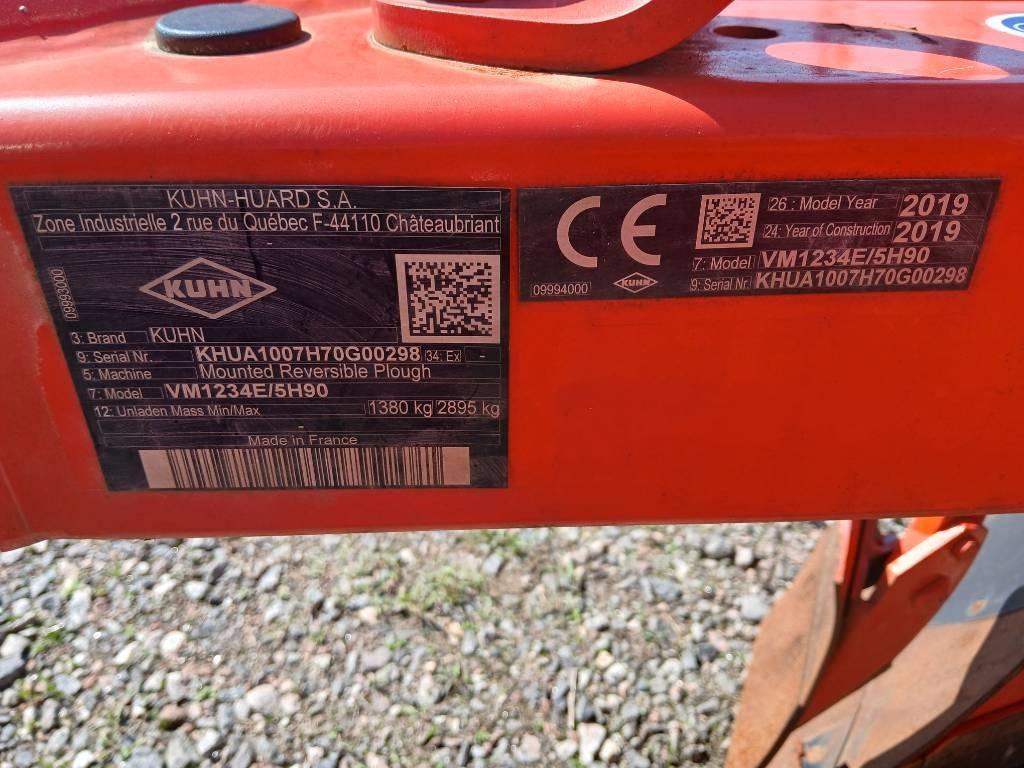 KUHN-HUARD S.A.
Zone Industrielle 2 rue du Québec F-44110 Châteaubriant
09993000
KUHN
3: Brand KUHN
9: Serial Nr. KHUA1007H70G00298 34: Ex -
5: Machine Mounted Reversible Plough
7: Model VM1234E/5H90
12: Unladen Mass Min/Max 1380 kg 2895 kg
-
Made in France
CE
26 : Model Year 2019
24: Year of Construction 2019
7: Model VM1234E/5H90
09994000 KUHN 9: Serial Nr. KHUA1007H70G00298